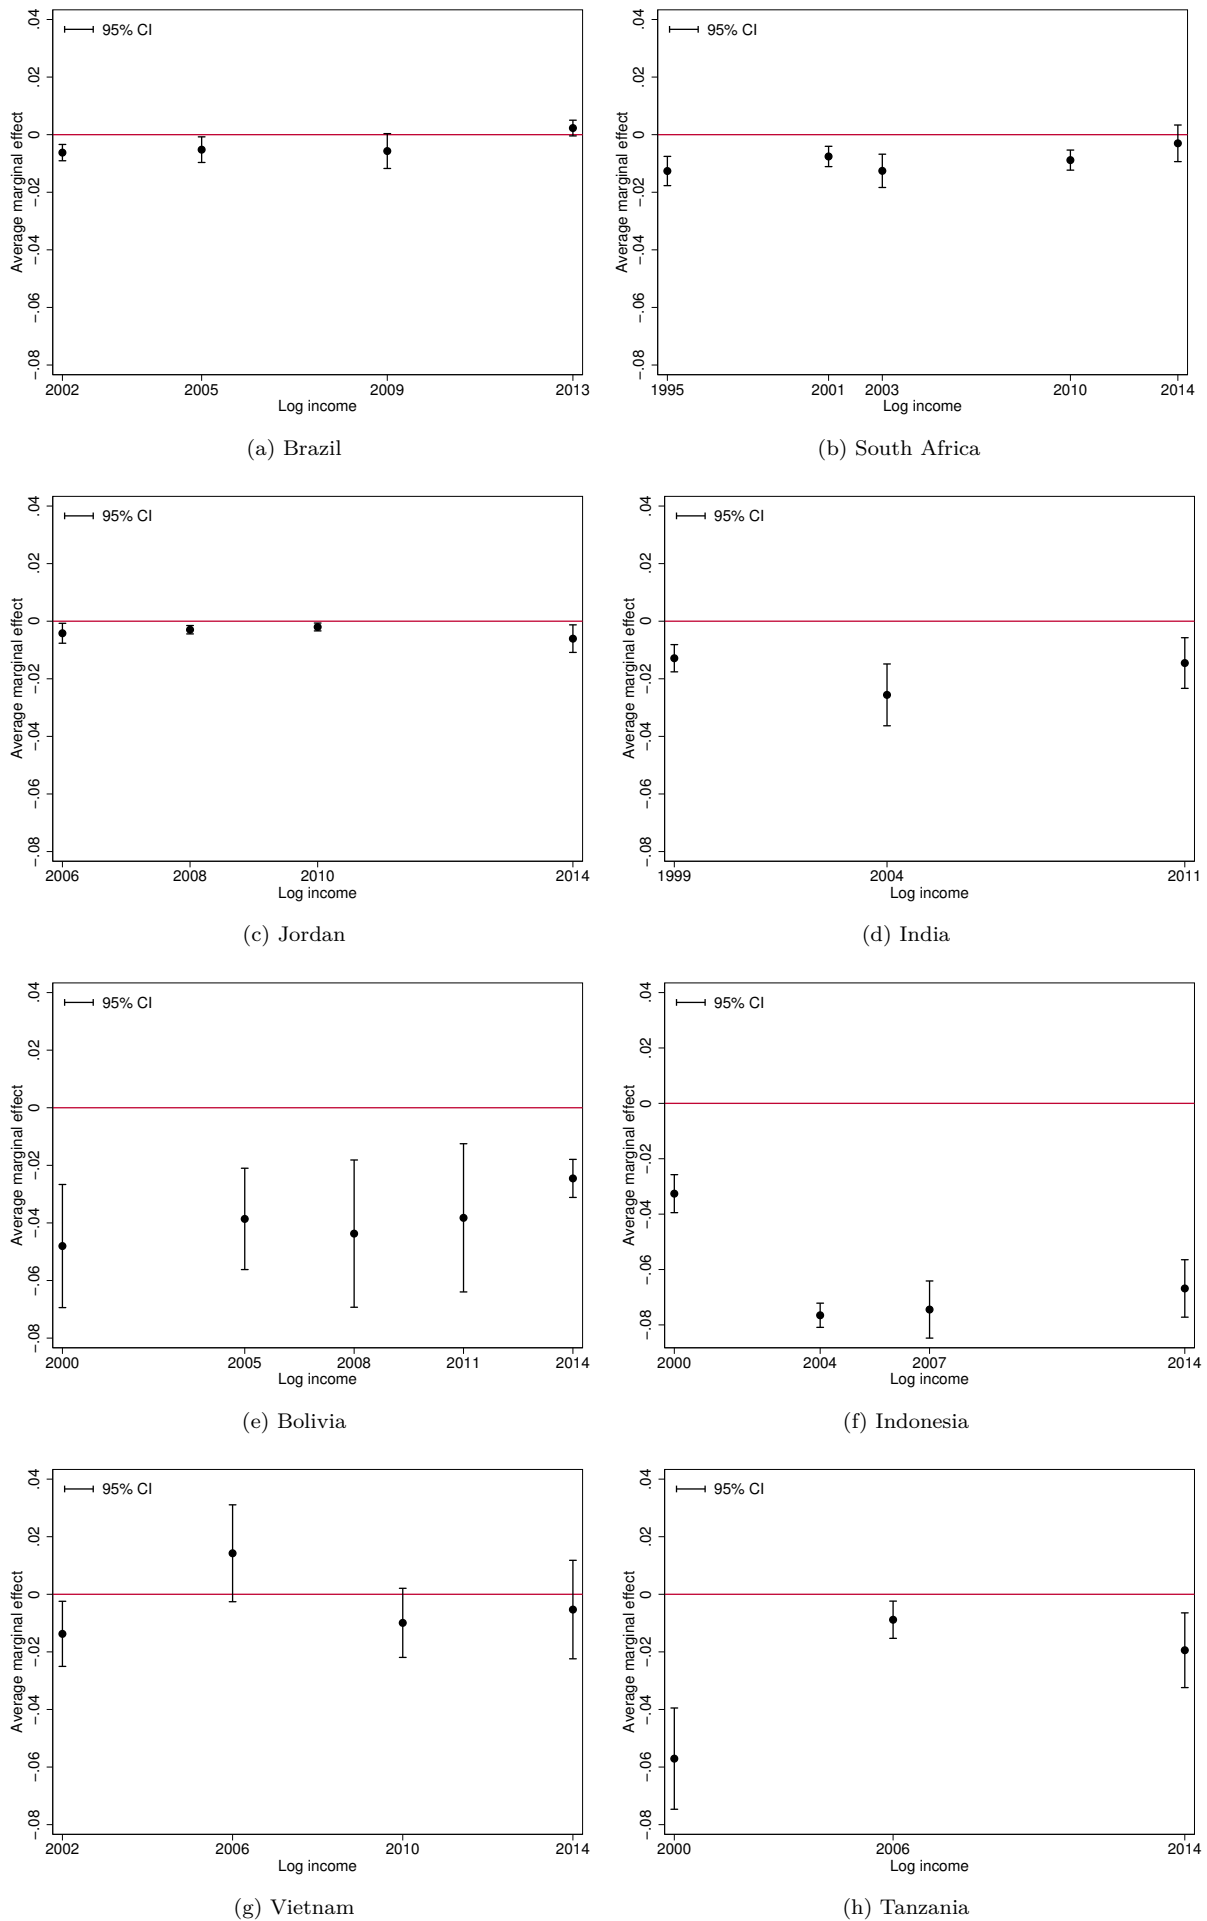 .04
95% CI
.02
0
-.02
-.04
-.06
-.08
Average marginal effect
2002 2005 2009 2013
Log income
(a) Brazil
.04
95% CI
.02
0
-.02
-.04
-.06
-.08
Average marginal effect
1995 2001 2003 2010 2014
Log income
(b) South Africa
.04
95% CI
.02
0
-.02
-.04
-.06
-.08
Average marginal effect
2006 2008 2010 2014
Log income
(c) Jordan
.04
95% CI
.02
0
-.02
-.04
-.06
-.08
Average marginal effect
1999 2004 2011
Log income
(d) India
.04
95% CI
.02
0
-.02
-.04
-.06
-.08
Average marginal effect
2000 2005 2008 2011 2014
Log income
(e) Bolivia
.04
95% CI
.02
0
-.02
-.04
-.06
-.08
Average marginal effect
2000 2004 2007 2014
Log income
(f) Indonesia
.04
95% CI
.02
0
-.02
-.04
-.06
-.08
Average marginal effect
2002 2006 2010 2014
Log income
(g) Vietnam
.04
95% CI
.02
0
-.02
-.04
-.06
-.08
Average marginal effect
2000 2006 2014
Log income
(h) Tanzania